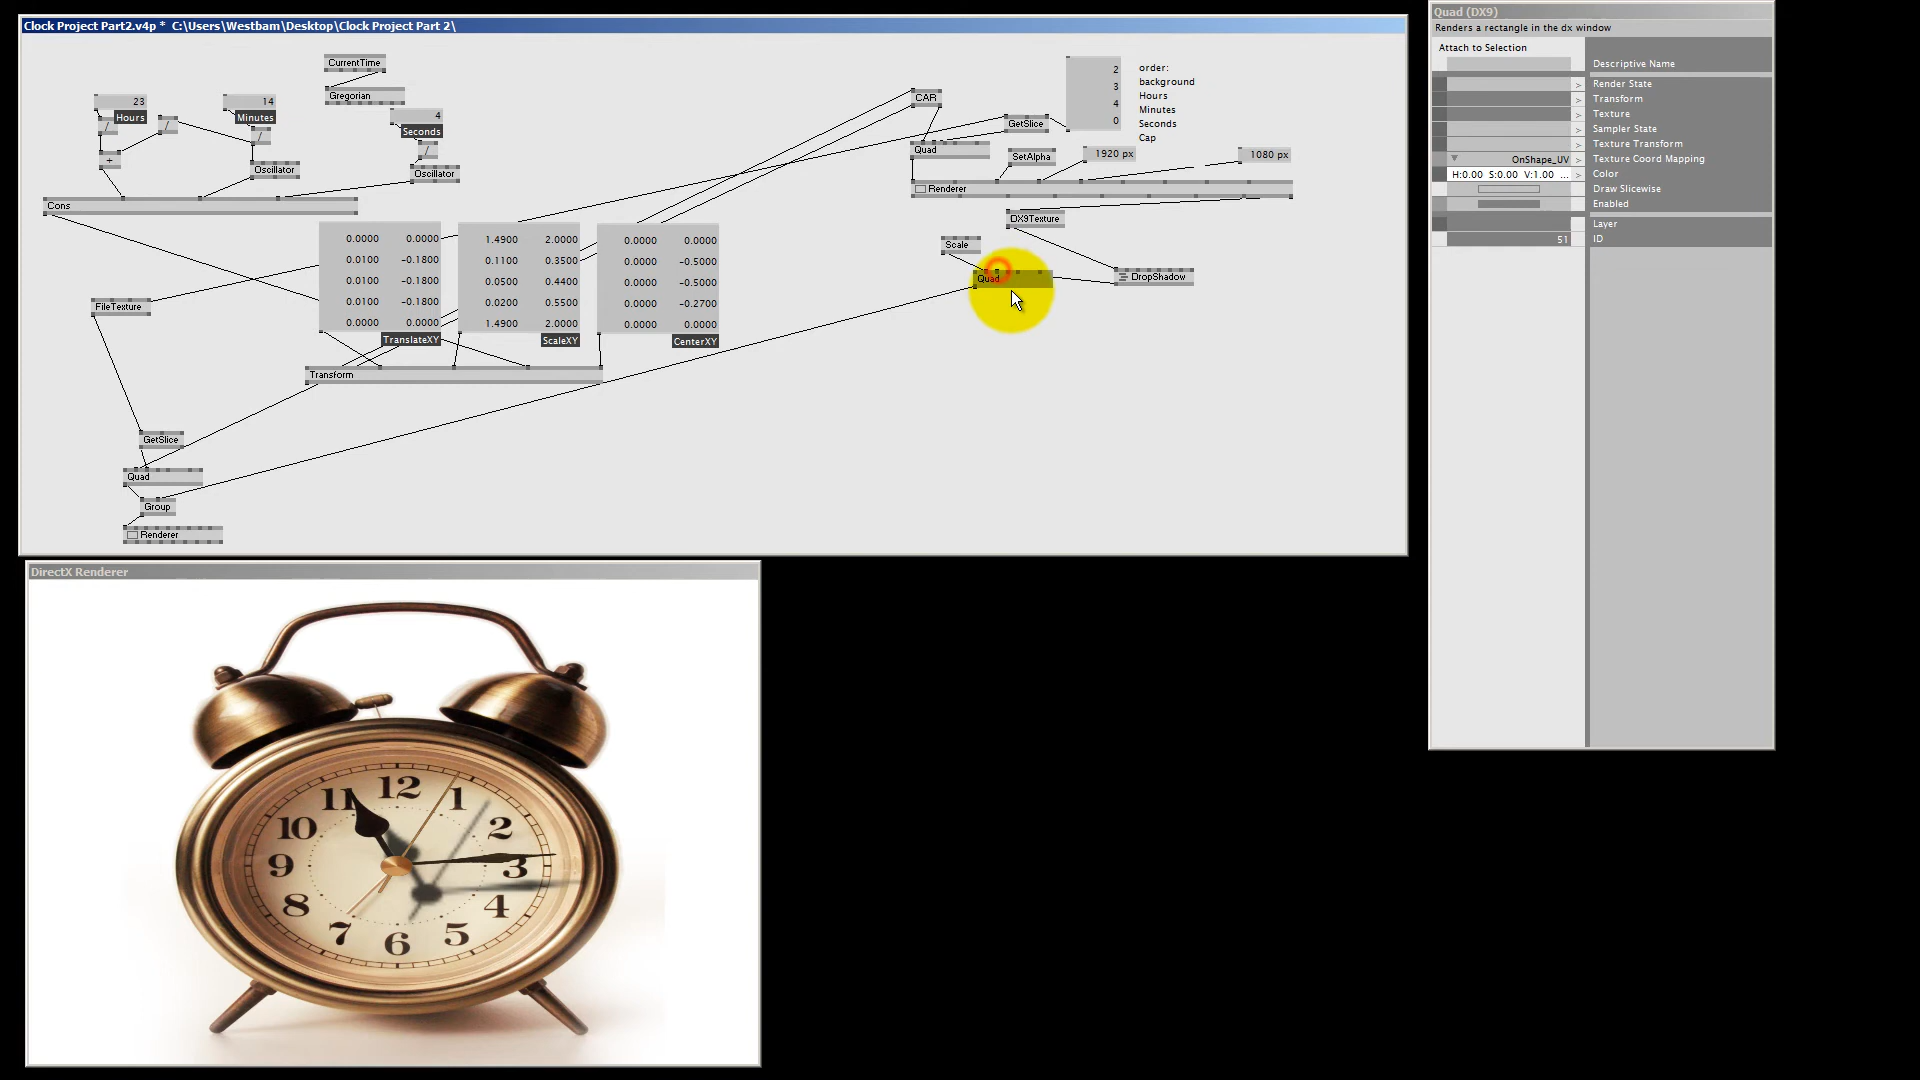 Clock Project Part2.v4p *  C:\Users\Westbam\Desktop\Clock Project Part 2\
CurrentTime
Gregorian
23
Hours
/
/
14
Minutes
/
4
Seconds
/
+
Oscillator
Oscillator
Cons
0.0000 0.0000
0.0100 -0.1800
0.0100 -0.1800
0.0100 -0.1800
0.0000 0.0000
TranslateXY
1.4900 2.0000
0.1100 0.3500
0.0500 0.4400
0.0200 0.5500
1.4900 2.0000
ScaleXY
0.0000 0.0000
0.0000 -0.5000
0.0000 -0.5000
0.0000 -0.2700
0.0000 0.0000
CenterXY
FileTexture
Transform
GetSlice
Quad
Group
Renderer
CAR
Quad
GetSlice
2
3
4
0
order:
background
Hours
Minutes
Seconds
Cap
SetAlpha
1920 px
1080 px
Renderer
DX9Texture
Scale
Quad
DropShadow
Quad (DX9)
Renders a rectangle in the dx window
Attach to Selection
Descriptive Name
Render State
Transform
Texture
Sampler State
Texture Transform
OnShape_UV
Texture Coord Mapping
H:0.00 S:0.00 V:1.00 ...
Color
Draw Slicewise
Enabled
Layer
51
ID
DirectX Renderer
12
11
1
10
2
9
3
8
4
7
5
6